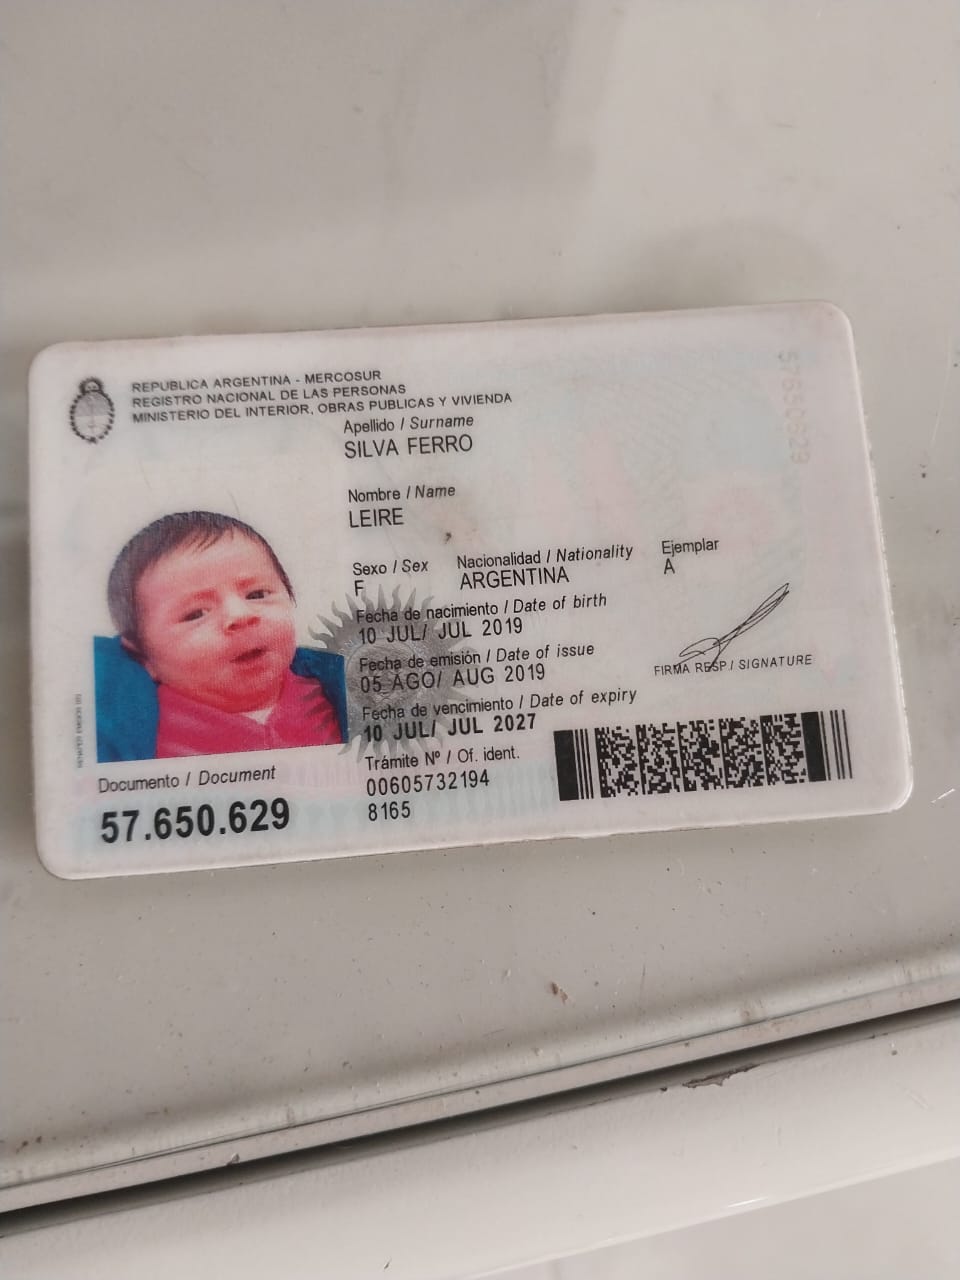 REPUBLICA ARGENTINA - MERCOSUR
REGISTRO NACIONAL DE LAS PERSONAS
MINISTERIO DEL INTERIOR, OBRAS PUBLICAS Y VIVIENDA
Apellido / Surname
SILVA FERRO
Nombre / Name
LEIRE
Sexo / Sex Nacionalidad / Nationality Ejemplar
F ARGENTINA A
Fecha de nacimiento / Date of birth
10 JUL/ JUL 2019
Fecha de emisión / Date of issue
05 AGO/ AUG 2019
FIRMA RESP./ SIGNATURE
Fecha de vencimiento / Date of expiry
10 JUL/ JUL 2027
Trámite Nº / Of. ident.
00605732194
8165
Documento / Document
57.650.629
57650629